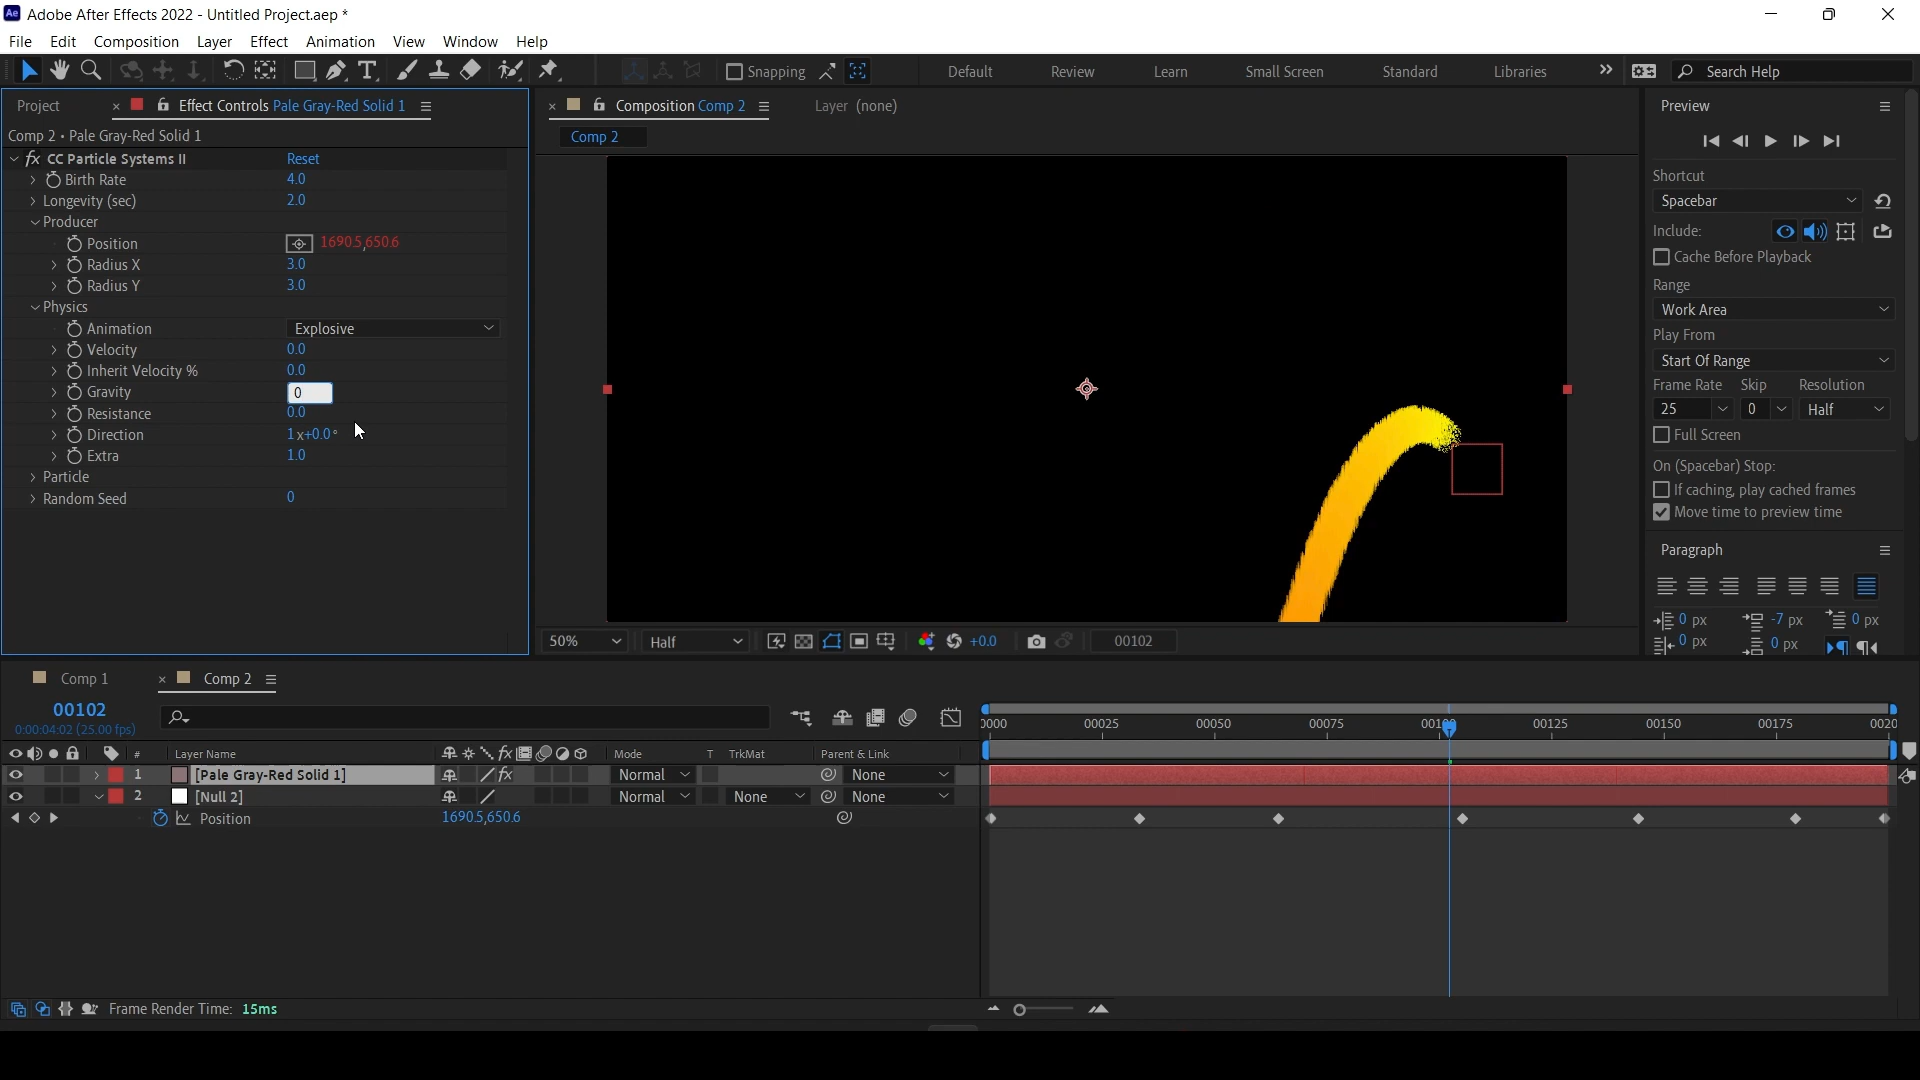 Ae Adobe After Effects 2022 - Untitled Project.aep *
File Edit Composition Layer Effect Animation View Window Help
T Snapping Default Review Learn Small Screen Standard Libraries » Search Help
Project × Effect Controls Pale Gray-Red Solid 1
Comp 2 • Pale Gray-Red Solid 1
fx CC Particle Systems II Reset
Birth Rate 4.0
Longevity (sec) 2.0
Producer
Position 1690.5,650.6
Radius X 3.0
Radius Y 3.0
Physics
Animation Explosive
Velocity 0.0
Inherit Velocity % 0.0
Gravity 0
Resistance 0.0
Direction 1x+0.0°
Extra 1.0
Particle
Random Seed 0
× Composition Comp 2 Layer (none)
Comp 2
50% Half +0.0 00102
Preview
Shortcut
Spacebar
Include:
Cache Before Playback
Range
Work Area
Play From
Start Of Range
Frame Rate Skip Resolution
25 0 Half
Full Screen
On (Spacebar) Stop:
If caching, play cached frames
Move time to preview time
Paragraph
0 px -7 px 0 px
0 px 0 px
Comp 1 × Comp 2
00102
0:00:04:02 (25.00 fps)
0000 00025 00050 00075 00100 00125 00150 00175 0020
# Layer Name fx Mode T TrkMat Parent & Link
1 [Pale Gray-Red Solid 1] fx Normal None
2 [Null 2] Normal None None
Position 1690.5,650.6
Frame Render Time: 15ms